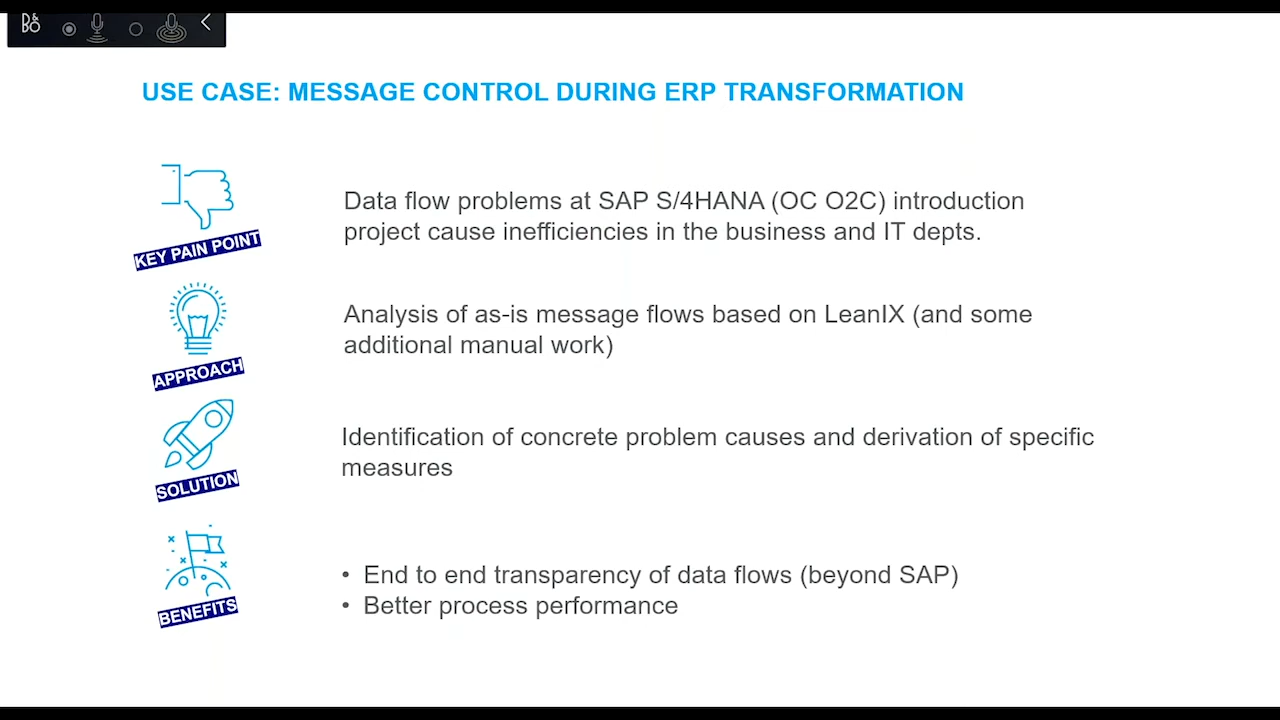 B&O
USE CASE: MESSAGE CONTROL DURING ERP TRANSFORMATION
KEY PAIN POINT
Data flow problems at SAP S/4HANA (OC O2C) introduction
project cause inefficiencies in the business and IT depts.
APPROACH
Analysis of as-is message flows based on LeanIX (and some
additional manual work)
SOLUTION
Identification of concrete problem causes and derivation of specific
measures
BENEFITS
• End to end transparency of data flows (beyond SAP)
• Better process performance